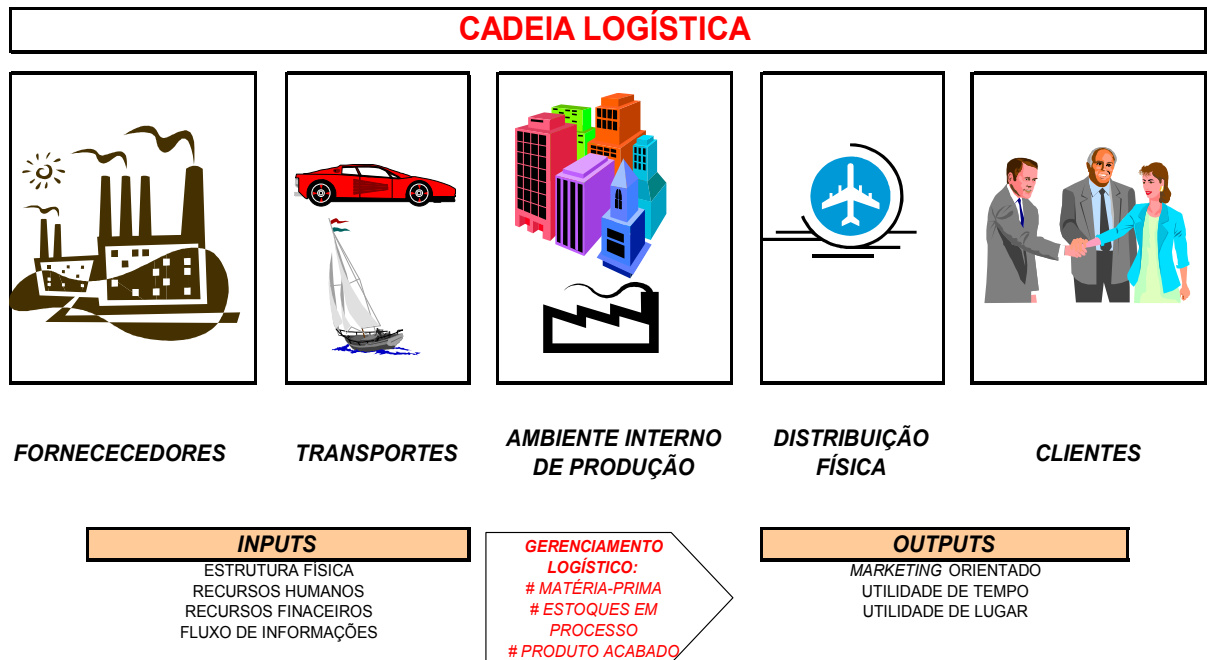 CADEIA LOGÍSTICA
FORNECECEDORES
TRANSPORTES
AMBIENTE INTERNO
DE PRODUÇÃO
DISTRIBUIÇÃO
FÍSICA
CLIENTES
INPUTS
ESTRUTURA FÍSICA
RECURSOS HUMANOS
RECURSOS FINACEIROS
FLUXO DE INFORMAÇÕES
GERENCIAMENTO
LOGÍSTICO:
# MATÉRIA-PRIMA
# ESTOQUES EM
PROCESSO
# PRODUTO ACABADO
OUTPUTS
MARKETING ORIENTADO
UTILIDADE DE TEMPO
UTILIDADE DE LUGAR